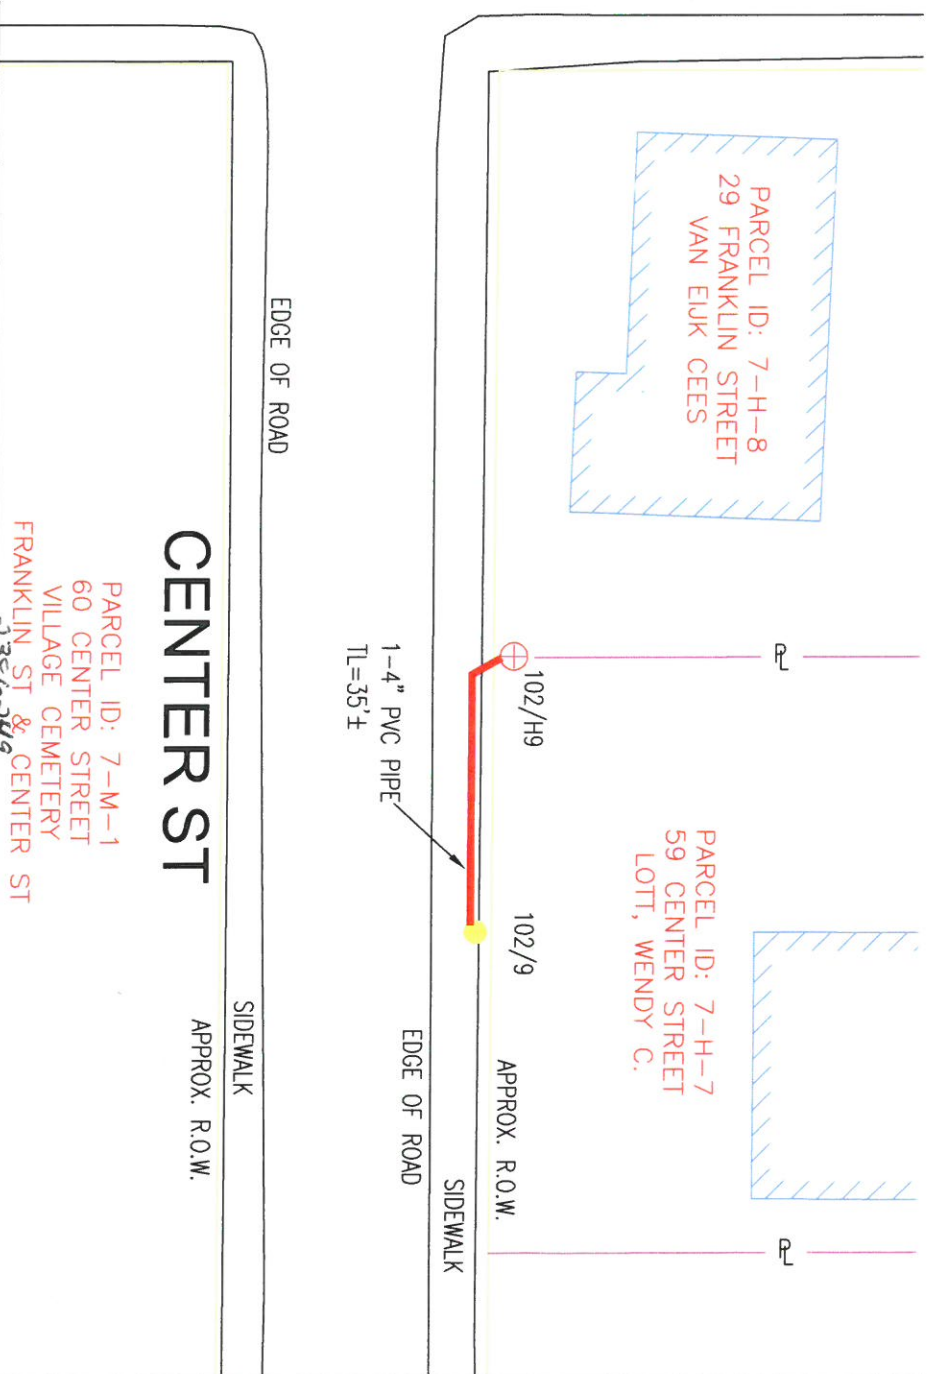 PARCEL ID: 7-H-8
29 FRANKLIN STREET
VAN EIJK CEES
PARCEL ID: 7-H-7
59 CENTER STREET
LOTT, WENDY C.
℄
℄
102/H9
102/9
APPROX. R.O.W.
SIDEWALK
EDGE OF ROAD
1-4" PVC PIPE
TL=35'±
EDGE OF ROAD
SIDEWALK
APPROX. R.O.W.
CENTER ST
PARCEL ID: 7-M-1
60 CENTER STREET
VILLAGE CEMETERY
FRANKLIN ST & CENTER ST